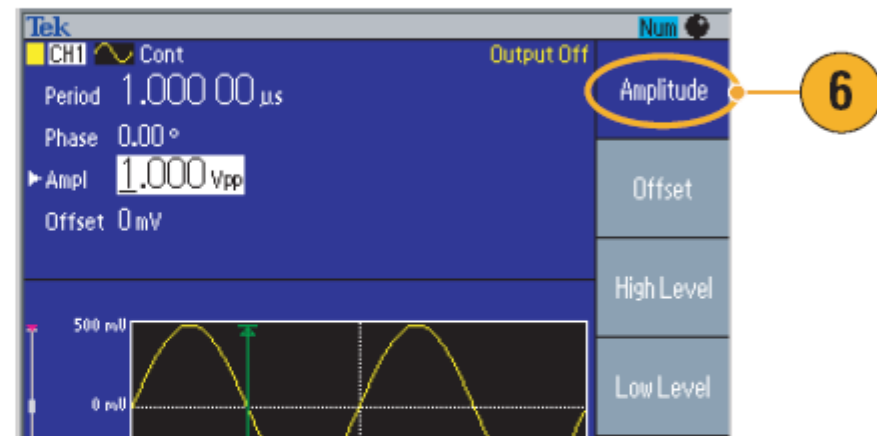 Tek Num
CH1 Cont Output Off
Period 1.000 00 µs
Phase 0.00 °
Ampl 1.000 Vpp
Offset 0 mV
500 mV
0 mV
Amplitude
Offset
High Level
Low Level
6